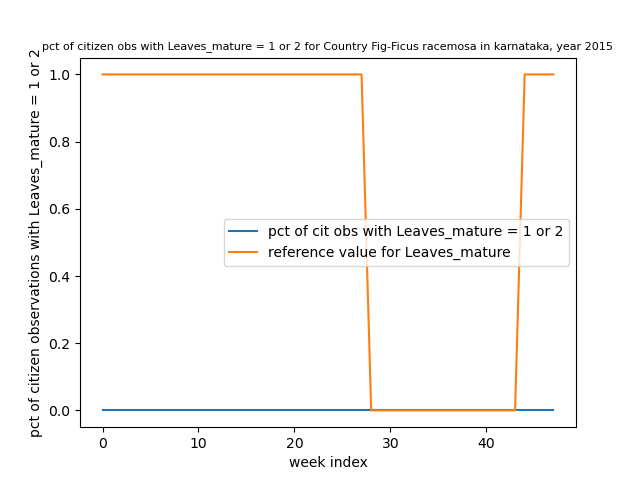 pct of citizen obs with Leaves_mature = 1 or 2 for Country Fig-Ficus racemosa in karnataka, year 2015
pct of citizen observations with Leaves_mature = 1 or 2
1.0
0.8
0.6
0.4
0.2
0.0
pct of cit obs with Leaves_mature = 1 or 2
reference value for Leaves_mature
0
10
20
30
40
week index